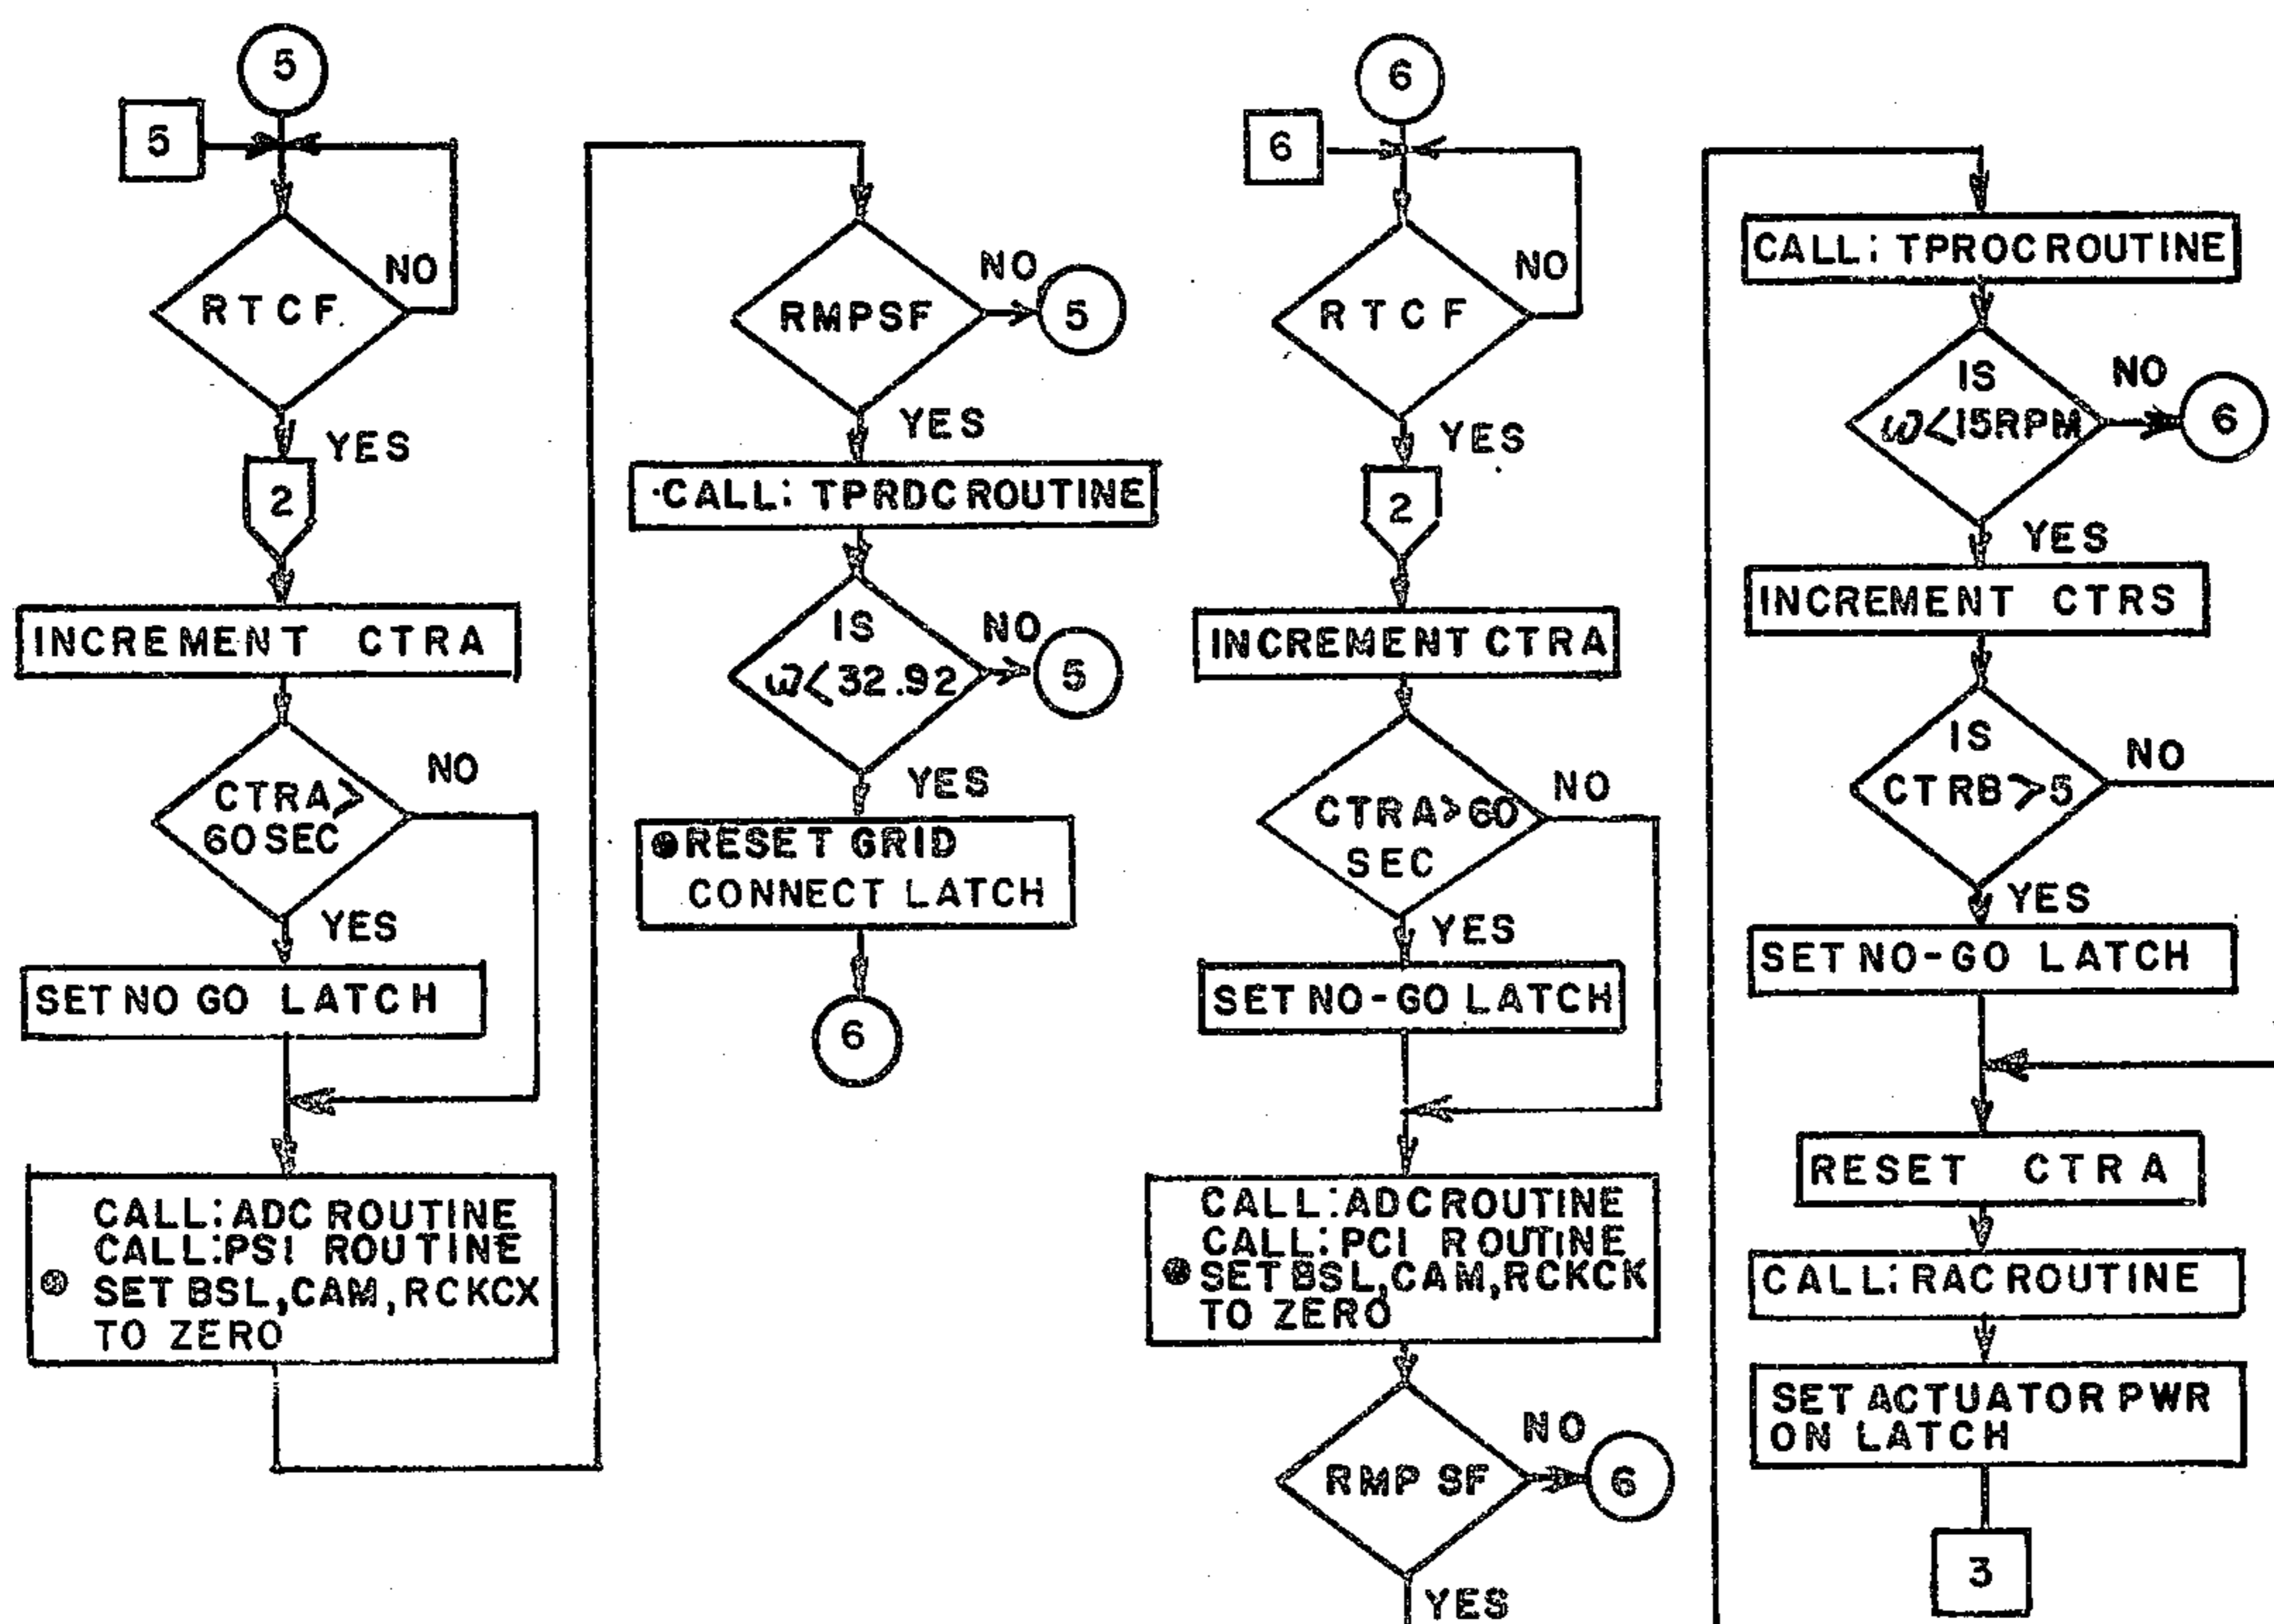 5
5
RTCF
NO
YES
2
INCREMENT CTRA
CTRA>
60SEC
NO
YES
SET NO GO LATCH
CALL: ADC ROUTINE
CALL:PSI ROUTINE
SET BSL, CAM, RCKCX
TO ZERO
RMPSF
NO
5
YES
CALL: TPRDC ROUTINE
IS
ω<32.92
NO
5
YES
RESET GRID
CONNECT LATCH
6
6
6
RTCF
NO
YES
2
INCREMENT CTRA
CTRA>60
SEC
NO
YES
SET NO-GO LATCH
CALL: ADC ROUTINE
CALL: PCI ROUTINE
SET BSL, CAM, RCKCK
TO ZERO
RMP SF
NO
6
YES
CALL: TPROC ROUTINE
IS
ω<15RPM
NO
6
YES
INCREMENT CTRS
IS
CTRB>5
NO
YES
SET NO-GO LATCH
RESET CTRA
CALL: RAC ROUTINE
SET ACTUATOR PWR
ON LATCH
3